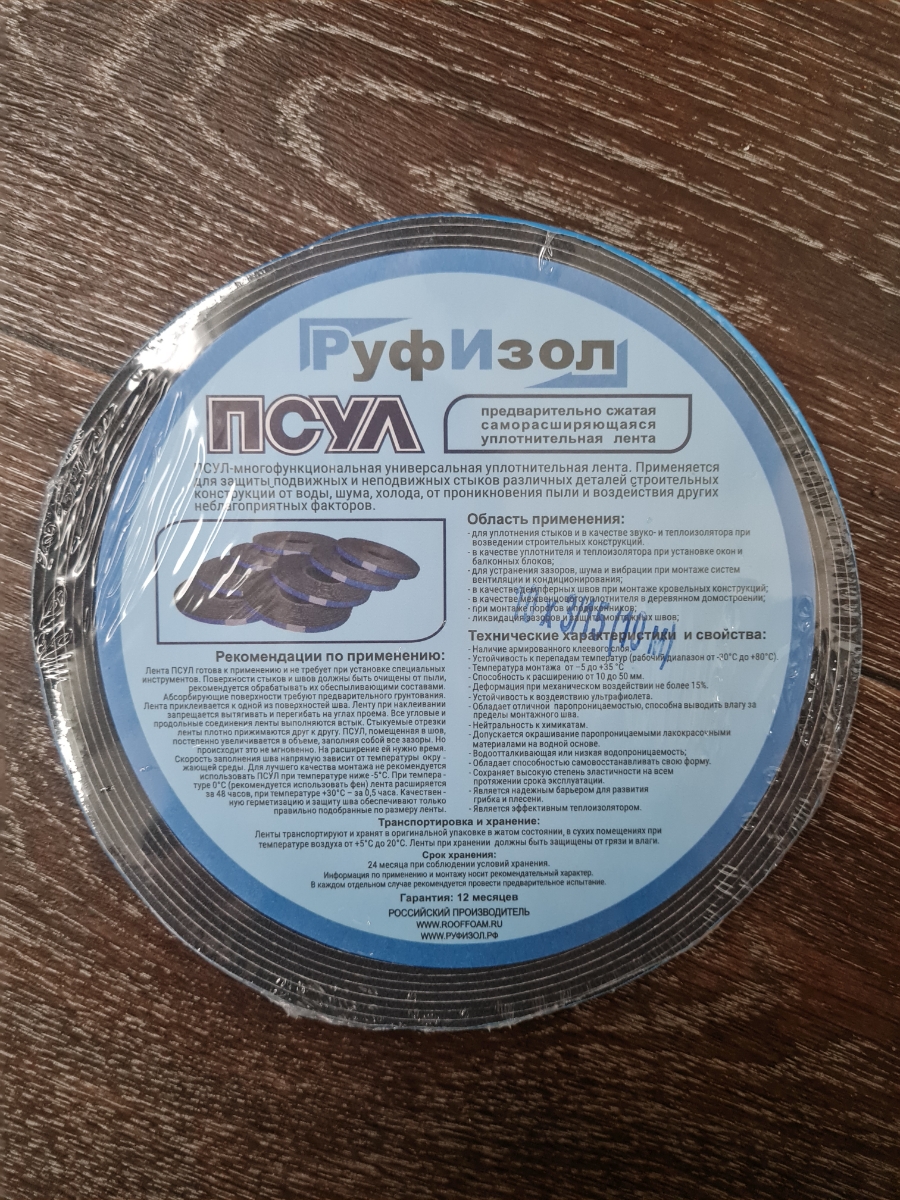 РуфИзол
ПСУЛ
предварительно сжатая
саморасширяющаяся
уплотнительная лента
ПСУЛ-многофункциональная универсальная уплотнительная лента. Применяется
для защиты подвижных и неподвижных стыков различных деталей строительных
конструкции от воды, шума, холода, от проникновения пыли и воздействия других
неблагоприятных факторов.
Область применения:
- для уплотнения стыков и в качестве звуко- и теплоизолятора при
возведении строительных конструкций.
- в качестве уплотнителя и теплоизолятора при установке окон и
балконных блоков;
- для устранения зазоров, шума и вибрации при монтаже систем
вентиляции и кондиционирования;
- в качестве демпферных швов при монтаже кровельных конструкций;
- в качестве межвенцового уплотнителя в деревянном домостроении;
- при монтаже порогов и подоконников;
- ликвидация зазоров и защита монтажных швов;
Технические характеристики и свойства:
- Наличие армированного клеевого слоя.
- Устойчивость к перепадам температур (рабочий диапазон от -30°С до +80°С).
Температура монтажа от -5 до +35 °С
- Способность к расширению от 10 до 50 мм.
- Деформация при механическом воздействии не более 15%.
- Устойчивость к воздействию ультрафиолета.
- Обладает отличной паропроницаемостью, способна выводить влагу за
пределы монтажного шва.
- Нейтральность к химикатам.
- Допускается окрашивание паропроницаемыми лакокрасочными
материалами на водной основе.
- Водоотталкивающая или низкая водопроницаемость;
- Обладает способностью самовосстанавливать свою форму.
- Сохраняет высокую степень эластичности на всем
протяжении срока эксплуатации.
- Является надежным барьером для развития
грибка и плесени.
- Является эффективным теплоизолятором.
Рекомендации по применению:
Лента ПСУЛ готова к применению и не требует при установке специальных
инструментов. Поверхности стыков и швов должны быть очищены от пыли,
рекомендуется обрабатывать их обеспыливающими составами.
Абсорбирующие поверхности требуют предварительного грунтования.
Лента приклеивается к одной из поверхностей шва. Ленту при наклеивании
запрещается вытягивать и перегибать на углах проема. Все угловые и
продольные соединения ленты выполняются встык. Стыкуемые отрезки
ленты плотно прижимаются друг к другу. ПСУЛ, помещенная в шов,
постепенно увеличивается в объеме, заполняя собой все зазоры. Но
происходит это не мгновенно. На расширение ей нужно время.
Скорость заполнения шва напрямую зависит от температуры окру -
жающей среды. Для лучшего качества монтажа не рекомендуется
использовать ПСУЛ при температуре ниже -5°С. При темпера -
туре 0°С (рекомендуется использовать фен) лента расширяется
за 48 часов, при температуре +30°С – за 0,5 часа. Качествен -
ную герметизацию и защиту шва обеспечивают только
правильно подобранные по размеру ленты.
Транспортировка и хранение:
Ленты транспортируют и хранят в оригинальной упаковке в жатом состоянии, в сухих помещениях при
температуре воздуха от +5°С до 20°С. Ленты при хранении должны быть защищены от грязи и влаги.
Срок хранения:
24 месяца при соблюдении условий хранения.
Информация по применению и монтажу носит рекомендательный характер.
В каждом отдельном случае рекомендуется провести предварительное испытание.
Гарантия: 12 месяцев
РОССИЙСКИЙ ПРОИЗВОДИТЕЛЬ
WWW.ROOFFOAM.RU
WWW.РУФИЗОЛ.РФ